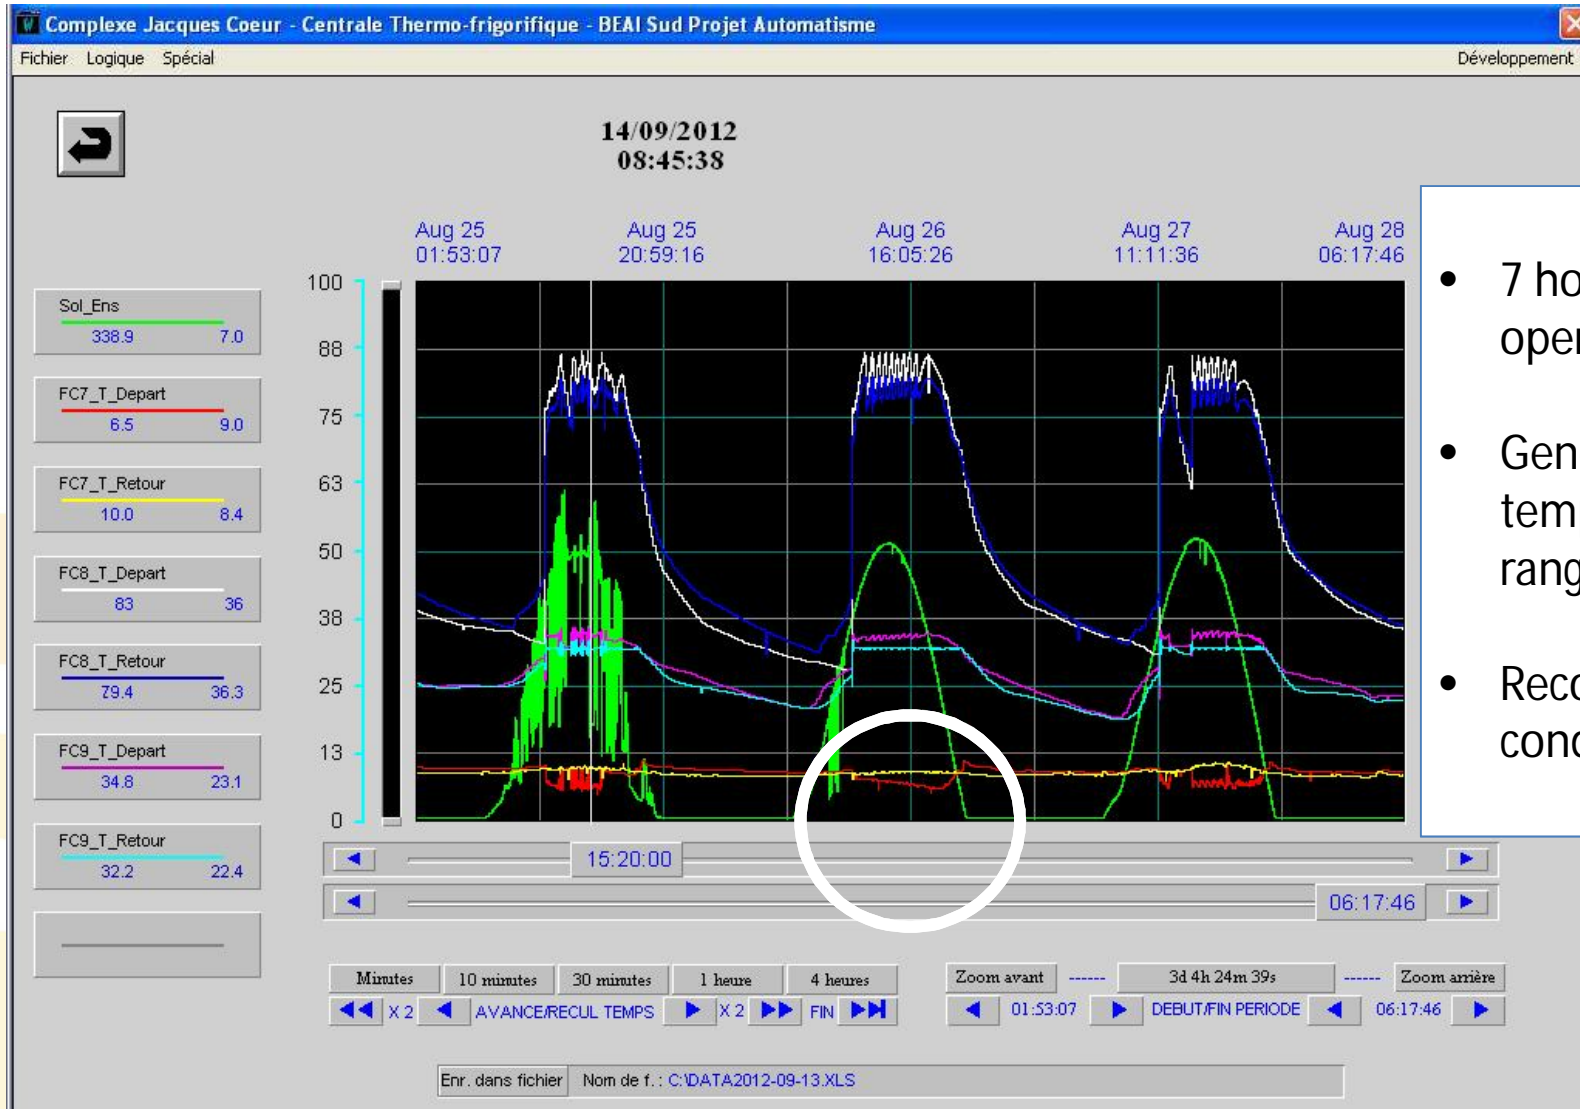 Complexe Jacques Coeur - Centrale Thermo-frigorifique - BEAI Sud Projet Automatisme
Fichier Logique Spécial Développement
14/09/2012
08:45:38
Aug 25 Aug 25 Aug 26 Aug 27 Aug 28
01:53:07 20:59:16 16:05:26 11:11:36 06:17:46
100
88
75
63
50
38
25
13
0
Sol_Ens
338.9 7.0
FC7_T_Depart
6.5 9.0
FC7_T_Retour
10.0 8.4
FC8_T_Depart
83 36
FC8_T_Retour
79.4 36.3
FC9_T_Depart
34.8 23.1
FC9_T_Retour
32.2 22.4
• 7 ho
oper
• Gen
tem
rang
• Reco
cond
15:20:00
06:17:46
Minutes 10 minutes 30 minutes 1 heure 4 heures Zoom avant ------ 3d 4h 24m 39s ------ Zoom arrière
X 2 AVANCE/RECUL TEMPS X 2 FIN 01:53:07 DEBUT/FIN PERIODE 06:17:46
Enr. dans fichier Nom de f. : C:\DATA2012-09-13.XLS